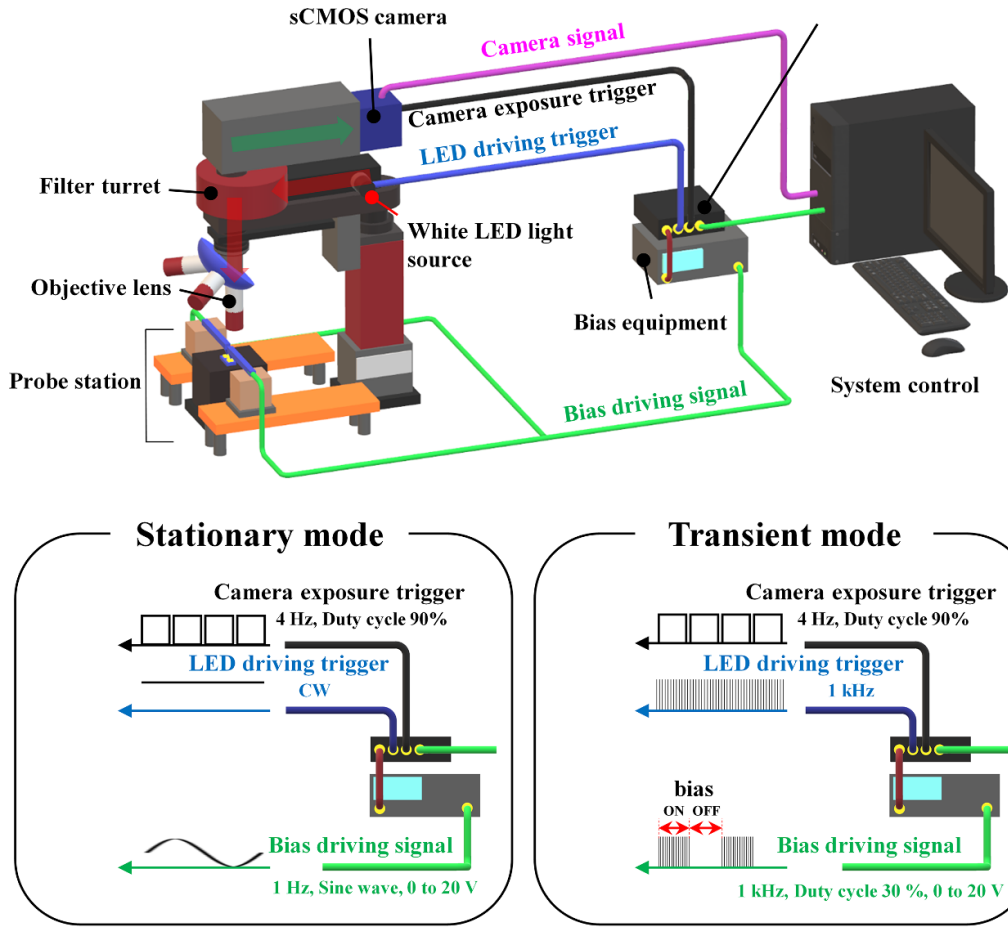 sCMOS camera
Camera signal
Camera exposure trigger
LED driving trigger
Filter turret
White LED light
source
Objective lens
Bias equipment
Probe station
System control
Bias driving signal
Stationary mode
Camera exposure trigger
4 Hz, Duty cycle 90%
LED driving trigger
CW
Bias driving signal
1 Hz, Sine wave, 0 to 20 V
Transient mode
Camera exposure trigger
4 Hz, Duty cycle 90%
LED driving trigger
1 kHz
bias
ON OFF
Bias driving signal
1 kHz, Duty cycle 30 %, 0 to 20 V